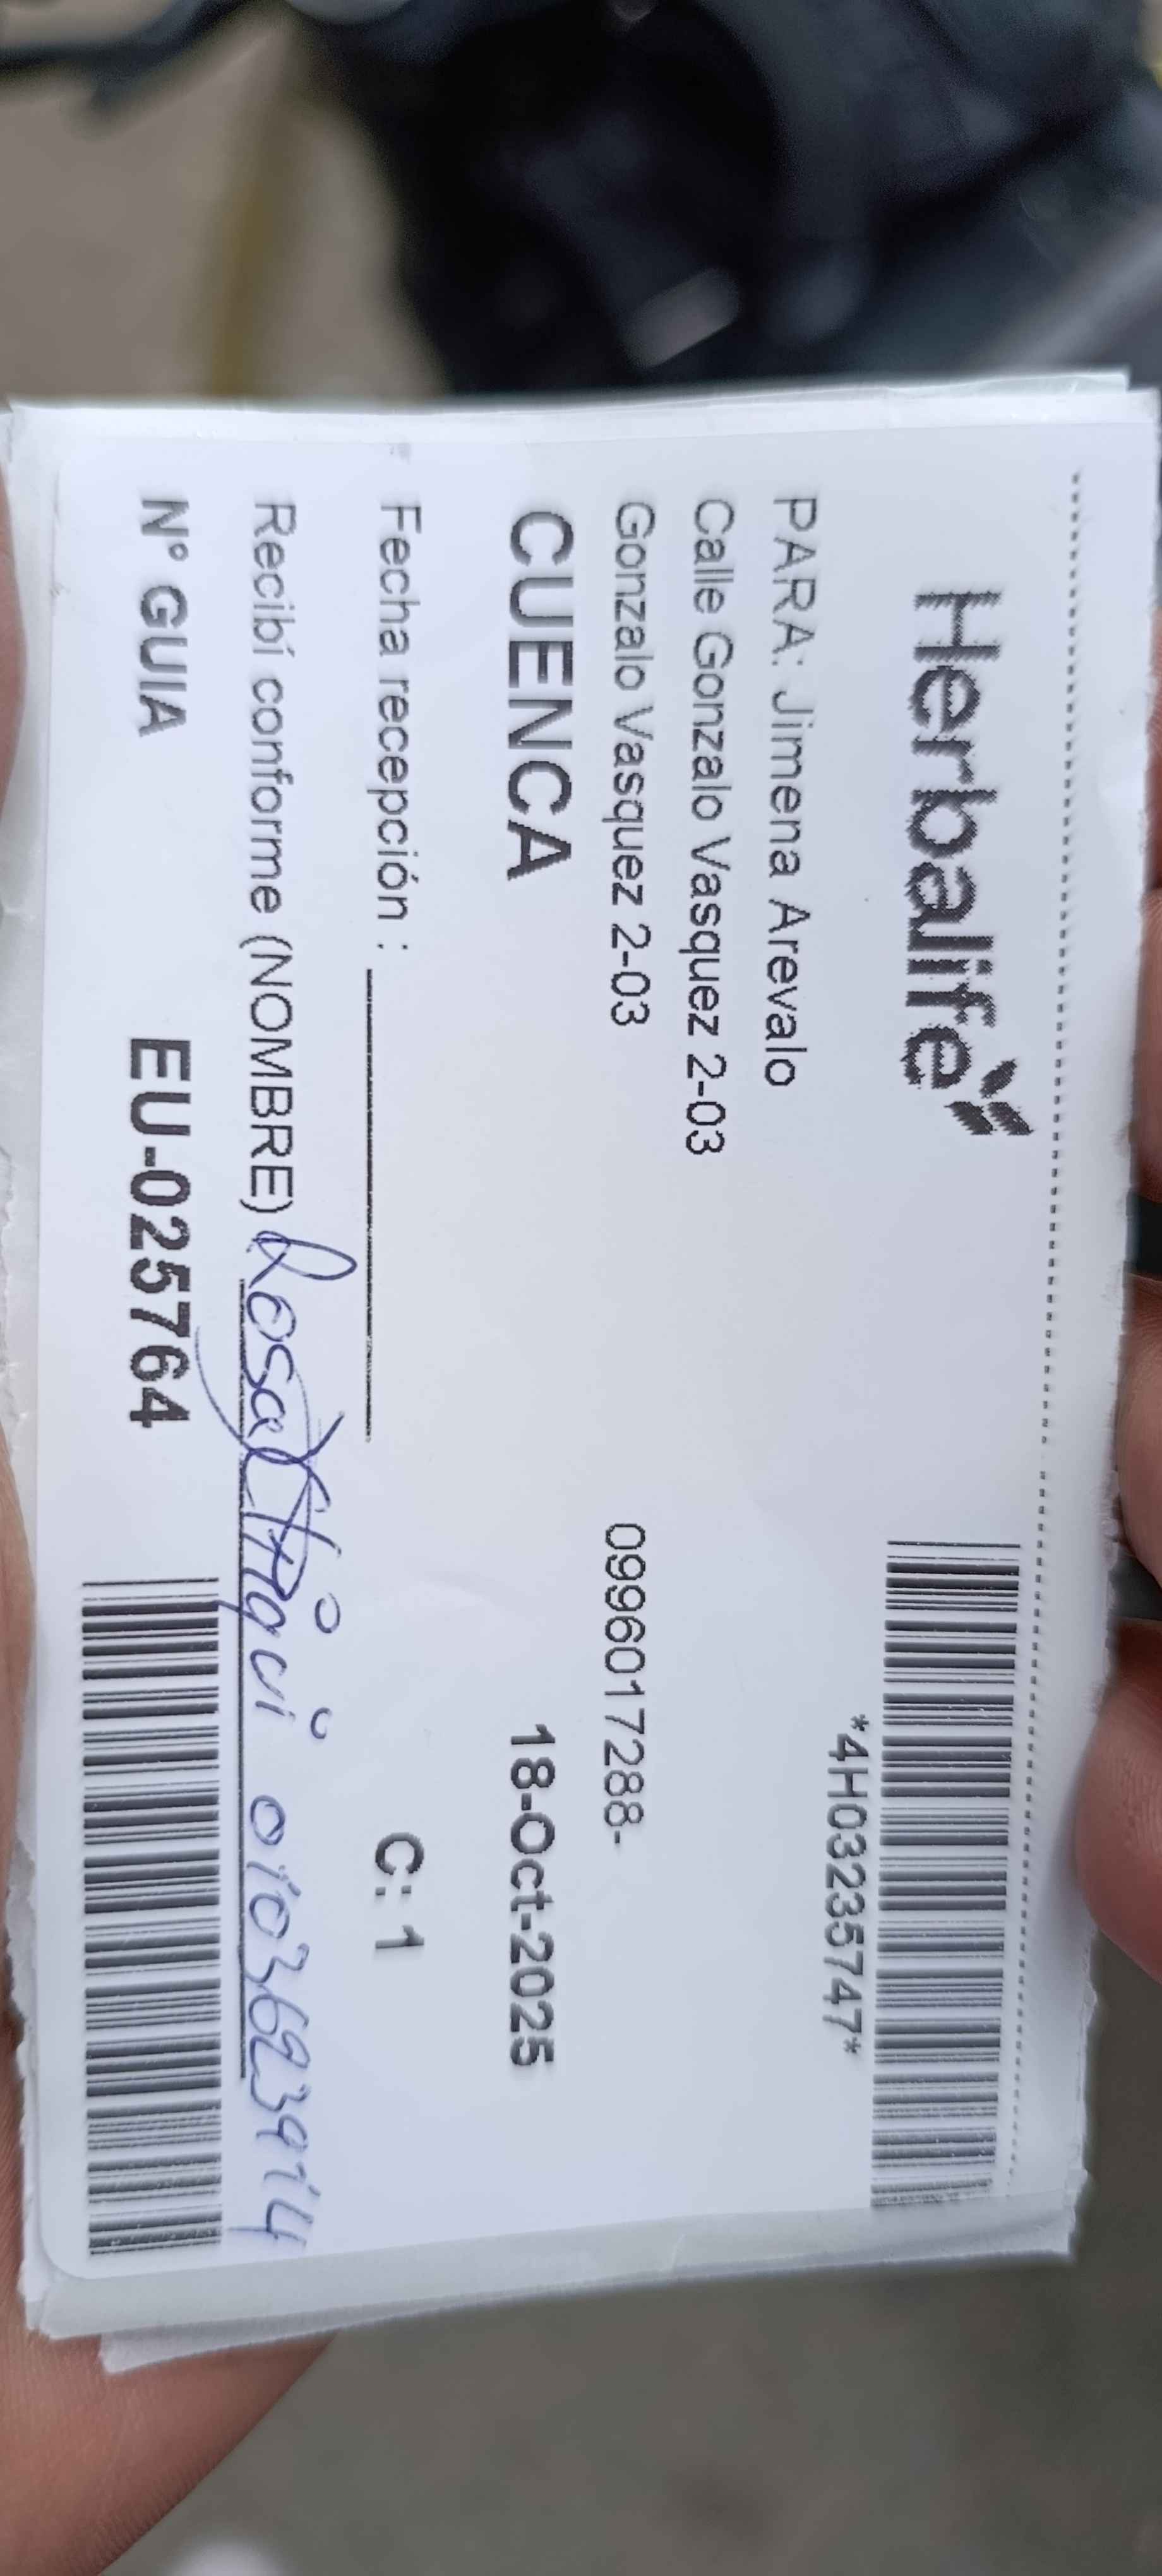 Herbalife
*4H03235747*
PARA: Jimena Arevalo
Calle Gonzalo Vasquez 2-03
Gonzalo Vasquez 2-03 0996017288-
CUENCA 18-Oct-2025
Fecha recepción : C: 1
Recibí conforme (NOMBRE) Rosa
N° GUIA EU-025764